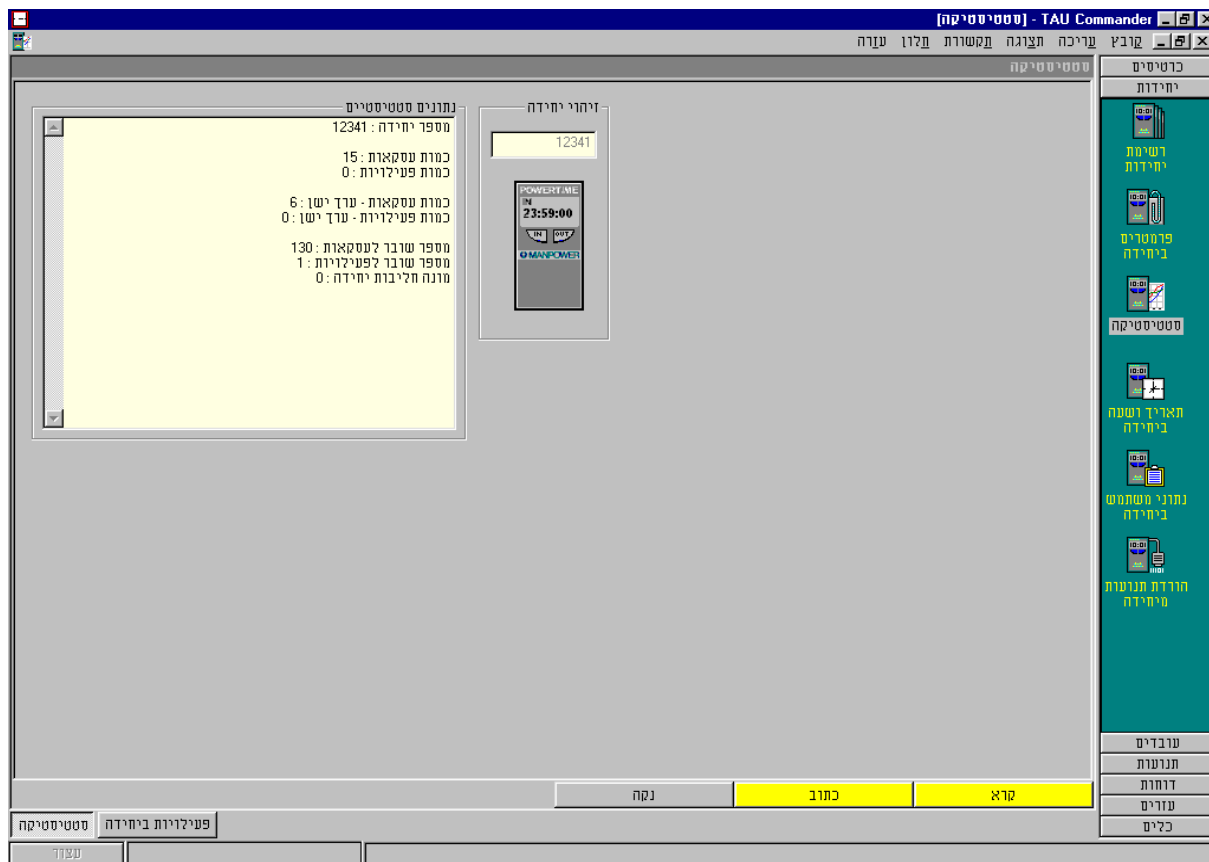 [סטטיסטיקה] - TAU Commander
קובץ עריכה תצוגה תקשורת חלון עזרה
סטטיסטיקה
כרטיסים
יחידות
רשימת
יחידות
פרמטרים
ביחידה
סטטיסטיקה
תאריך ושעה
ביחידה
נתוני משתמש
ביחידה
הורדת תנועות
מיחידה
עובדים
תנועות
דוחות
עזרים
כלים
זיהוי יחידה
12341
POWERTIME
IN
23:59:00
IN OUT
MANPOWER
נתונים סטטיסטיים
מספר יחידה : 12341
כמות עסקאות : 15
כמות פעילויות : 0
כמות עסקאות - ערך ישן : 6
כמות פעילויות - ערך ישן : 0
מספר שובר לעסקאות : 130
מספר שובר לפעילויות : 1
מונה חליבות יחידה : 0
קרא
כתוב
נקה
פעילויות ביחידה
סטטיסטיקה
עצור